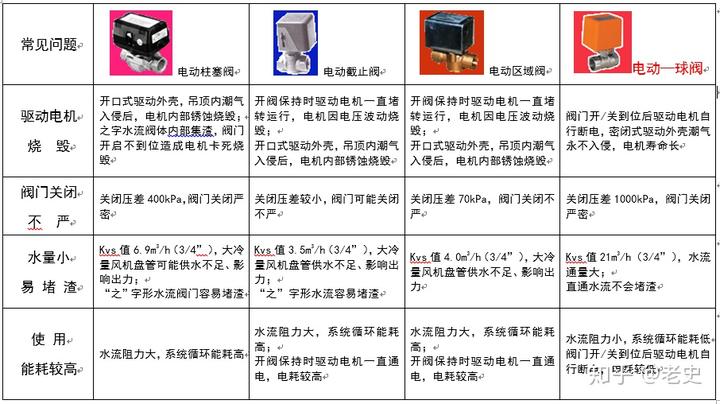 常见问题
电动柱塞阀
电动截止阀
电动区域阀
电动一球阀
驱动电机
烧 毁
开口式驱动外壳，吊顶内潮气
入侵后，电机内部锈蚀烧毁；
之字水流阀体内部集渣，阀门
开启不到位造成电机卡死烧
毁
开阀保持时驱动电机一直堵
转运行，电机因电压波动烧
毁；
开口式驱动外壳，吊顶内潮气
入侵后，电机内部锈蚀烧毁
开阀保持时驱动电机一直堵
转运行，电机因电压波动烧
毁；
开口式驱动外壳，吊顶内潮气
入侵后，电机内部锈蚀烧毁
阀门开/关到位后驱动电机自
行断电，密闭式驱动外壳潮气
永不入侵，电机寿命长
阀门关闭
不 严
关闭压差 400kPa,阀门关闭严
密
关闭压差较小，阀门可能关闭
不严
关闭压差 70kPa，阀门关闭不
严
关闭压差 1000kPa，阀门关闭
严密
水量小
易 堵 渣
Kvs 值 6.9m³/h（3/4”），大冷
量风机盘管可能供水不足、影
响出力；
“之”字形水流阀门容易堵渣
Kvs 值 3.5m³/h（3/4”），大冷
量风机盘管供水不足、影响出
力；
“之”字形水流容易堵渣
Kvs 值 4.0m³/h（3/4”），大冷
量风机盘管供水不足、影响出
力
Kvs 值 21m³/h（3/4”），水流
通量大；
直通水流不会堵渣
使 用
能耗较高
水流阻力大，系统循环能耗高
水流阻力大，系统循环能耗
高；
开阀保持时驱动电机一直通
电，电耗较高
水流阻力大，系统循环能耗
高；
开阀保持时驱动电机一直通
电，电耗较高
水流阻力小，系统循环能耗低
阀门开/关到位后驱动电机自
行断电，电耗较低
知乎 @老史